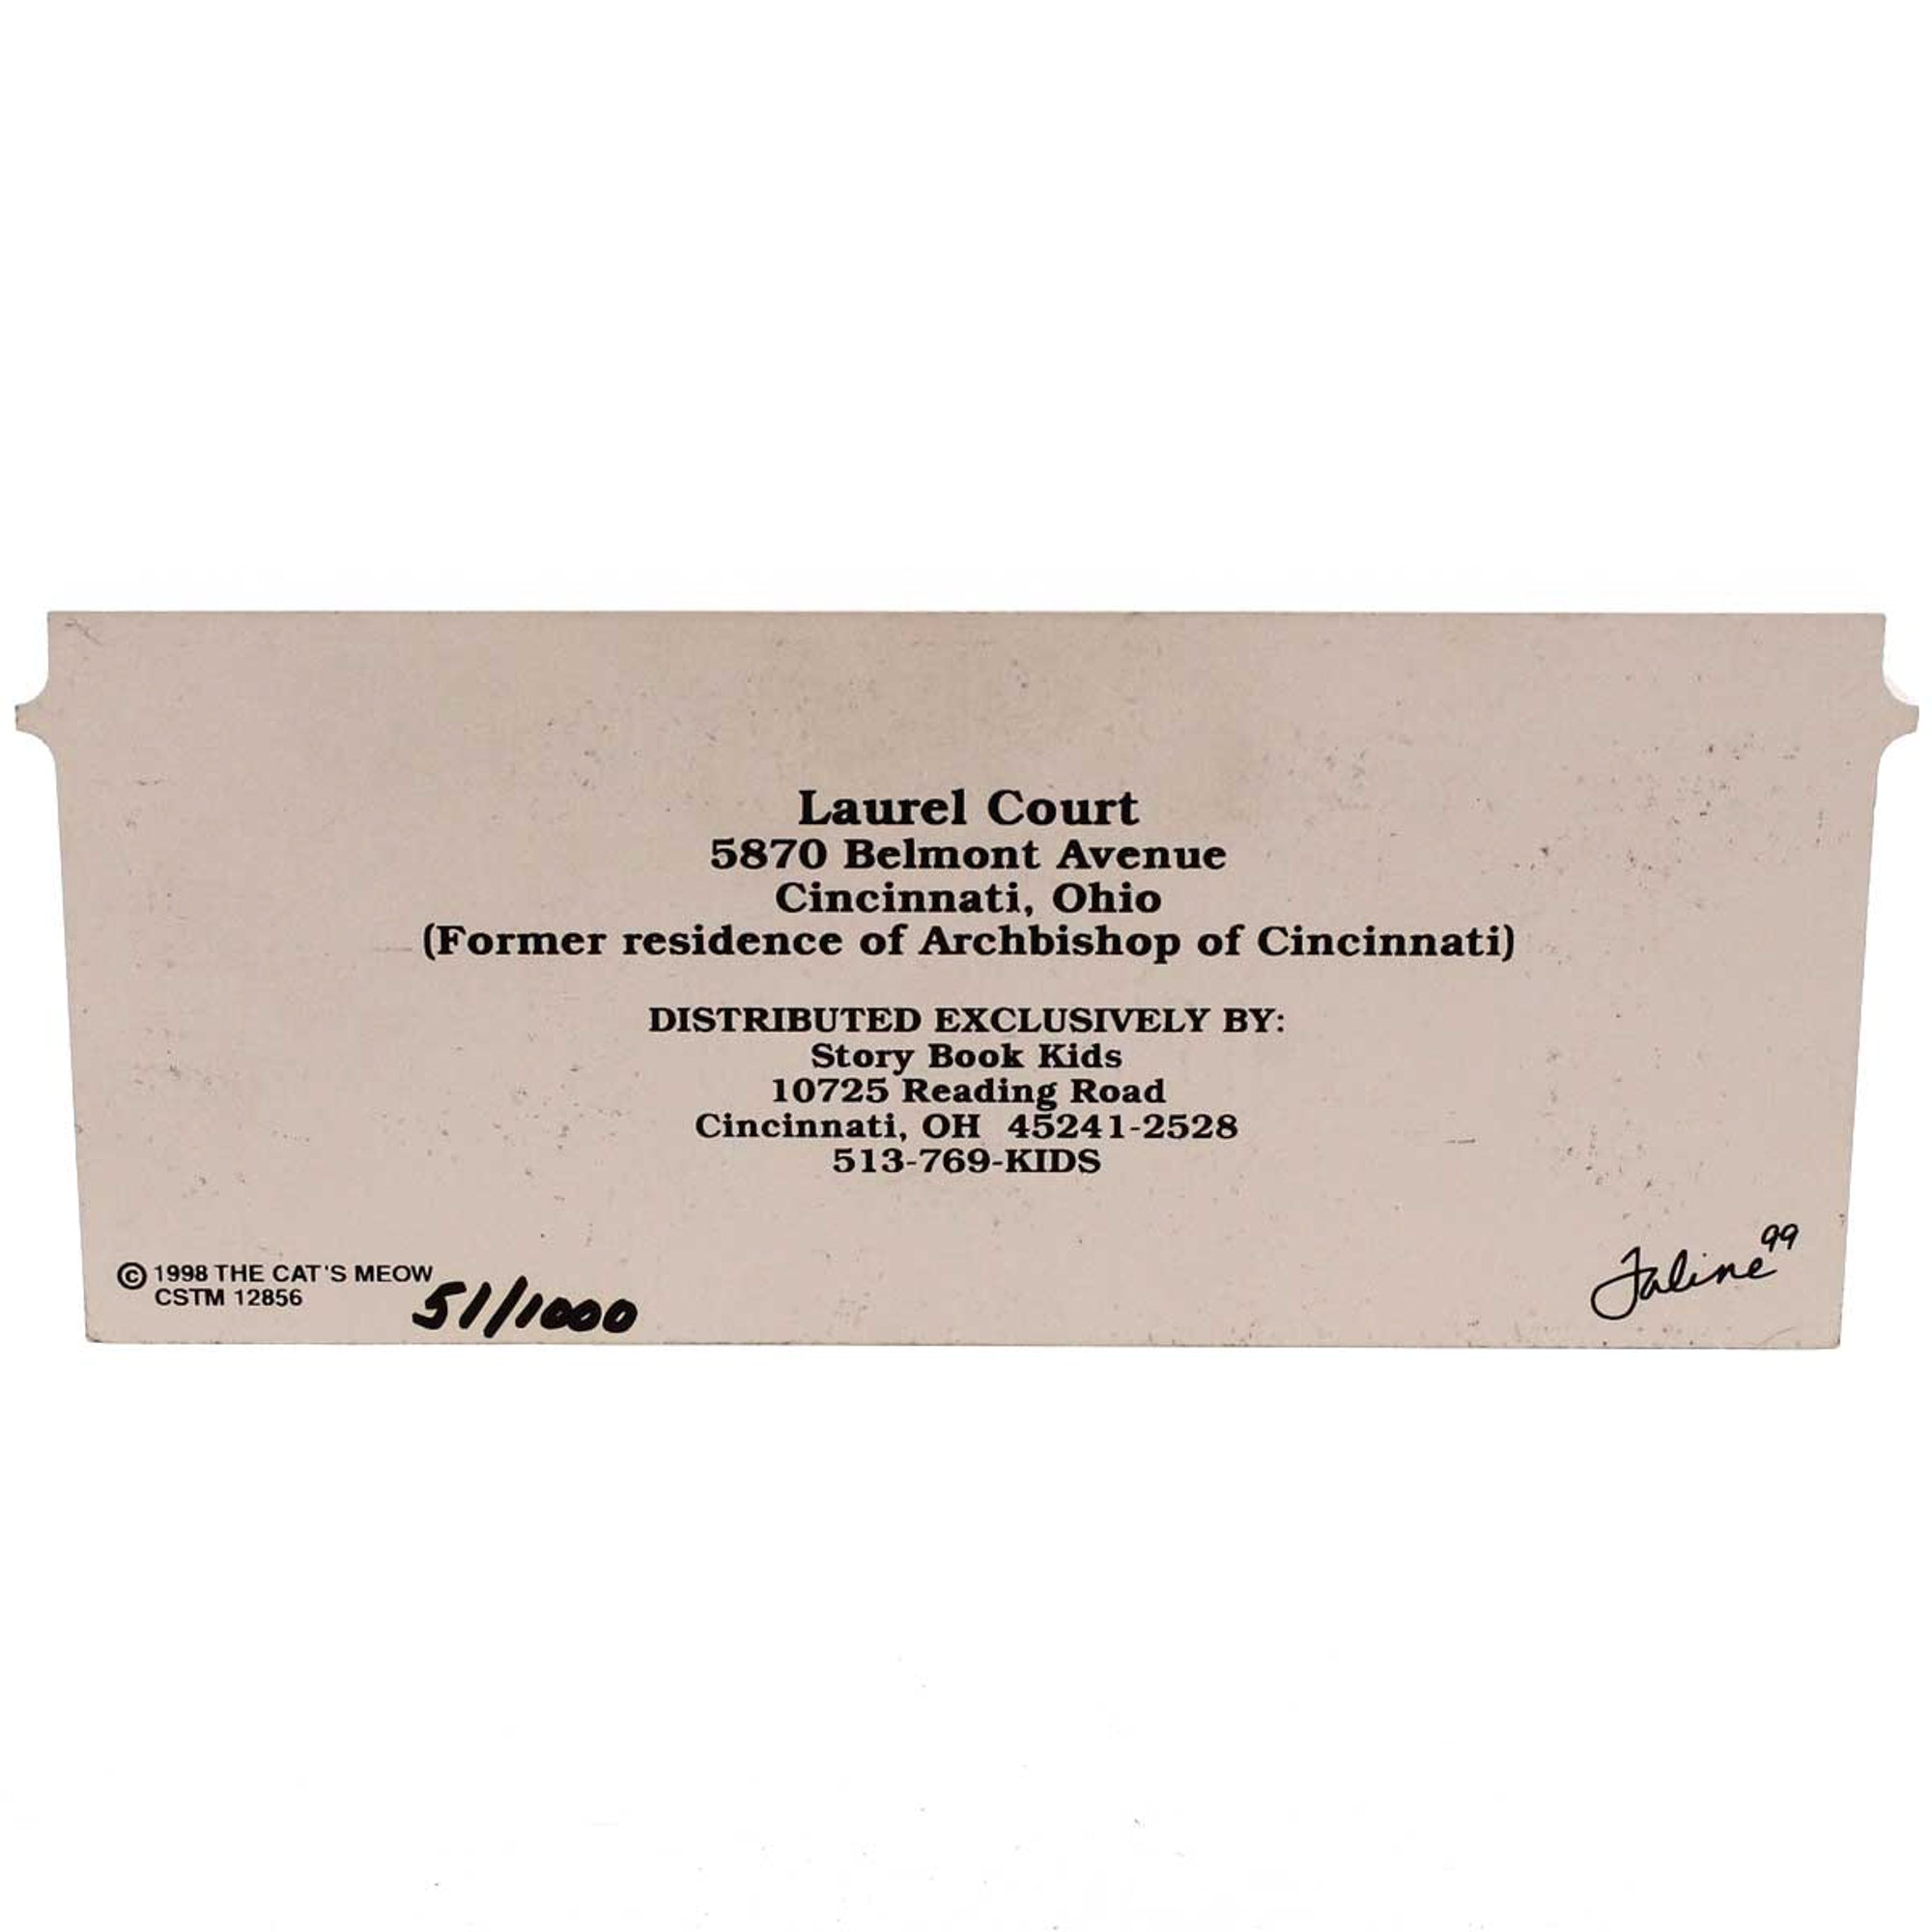 Laurel Court
5870 Belmont Avenue
Cincinnati, Ohio
(Former residence of Archbishop of Cincinnati)
DISTRIBUTED EXCLUSIVELY BY:
Story Book Kids
10725 Reading Road
Cincinnati, OH 45241-2528
513-769-KIDS
© 1998 THE CAT'S MEOW
CSTM 12856
51/1000
Faline 99